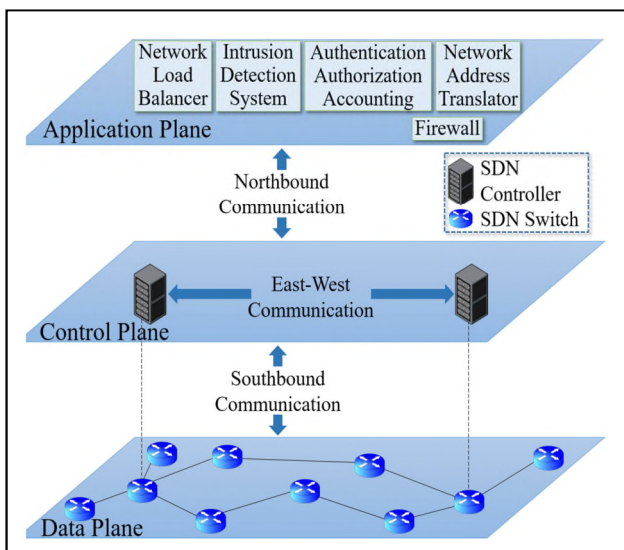 Network
Load
Balancer
Intrusion
Detection
System
Authentication
Authorization
Accounting
Network
Address
Translator
Firewall
Application Plane
SDN
Controller
SDN Switch
Northbound
Communication
East-West
Communication
Control Plane
Southbound
Communication
Data Plane